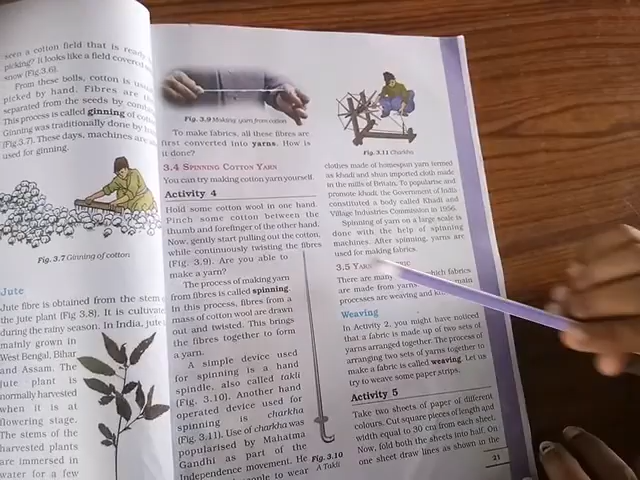 seen a cotton field that is ready
picking? It looks like a field covered
snow (Fig.3.6).
From these bolls, cotton is
picked by hand. Fibres are
separated from the seeds by
This process is called ginning of
Ginning was traditionally done by
(Fig.3.7). These days, machines
used for ginning.
Fig. 3.7 Ginning of cotton
Jute
Jute fibre is obtained from the stem
the jute plant (Fig 3.8). It is
during the rainy season. In India, jute
mainly grown in
West Bengal, Bihar
and Assam. The
jute plant is
normally harvested
when it is at
flowering stage.
The stems of the
harvested plants
are immersed in
water for a few
Fig. 3.9 Making yarn from cotton
To make fabrics, all these fibres are
first converted into yarns. How is
it done?
3.4 SPINNING COTTON YARN
You can try making cotton yarn yourself.
Activity 4
Hold some cotton wool in one hand.
Pinch some cotton between the
thumb and forefinger of the other hand.
Now, gently start pulling out the cotton,
while continuously twisting the fibres
(Fig. 3.9). Are you able to
make a yarn?
The process of making yarn
from fibres is called spinning.
In this process, fibres from a
mass of cotton wool are drawn
out and twisted. This brings
the fibres together to form
a yarn.
A simple device used
for spinning is a hand
spindle, also called takli
(Fig. 3.10). Another hand
operated device used for
spinning is charkha
(Fig. 3.11). Use of charkha was
popularised by Mahatma
Gandhi as part of the
Independence movement. He
people to wear
Fig. 3.10
A Takli
Fig. 3.11 Charkha
clothes made of homespun yarn termed
as khadi and shun imported cloth made
in the mills of Britain. To popularise and
promote khadi, the Government of India
constituted a body called Khadi and
Village Industries Commission in 1956.
Spinning of yarn on a large scale is
done with the help of spinning
machines. After spinning, yarns are
used for making fabrics.
3.5 YARN
There are which fabrics
are made from yarns. main
processes are weaving and
Weaving
In Activity 2, you might have noticed
that a fabric is made up of two sets of
yarns arranged together. The process of
arranging two sets of yarns together to
make a fabric is called weaving. Let us
try to weave some paper strips.
Activity 5
Take two sheets of paper of different
colours. Cut square pieces of length and
width equal to 30 cm from each sheet.
Now, fold both the sheets into half. On
one sheet draw lines as shown in the
21